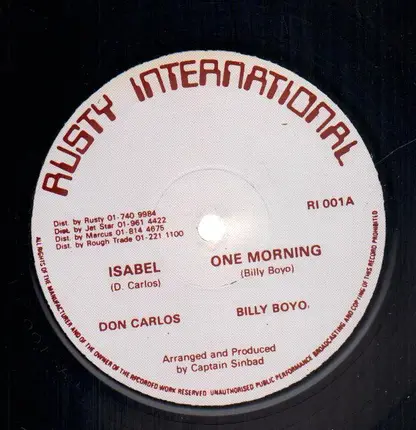 RUSTY INTERNATIONAL
RI 001A
Dist. by Rusty 01-740 9984
Dist. by Jet Star 01-961 4422
Dist. by Marcus 01-814 4675
Dist. by Rough Trade 01-221 1100
ISABEL
(D. Carlos)
ONE MORNING
(Billy Boyo)
DON CARLOS
BILLY BOYO.
Arranged and Produced
by Captain Sinbad
ALL RIGHTS OF THE MANUFACTURER AND OF THE OWNER OF THE RECORDED WORK RESERVED UNAUTHORISED PUBLIC PERFORMANCE BROADCASTING AND COPYING OF THIS RECORD PROHIBITED